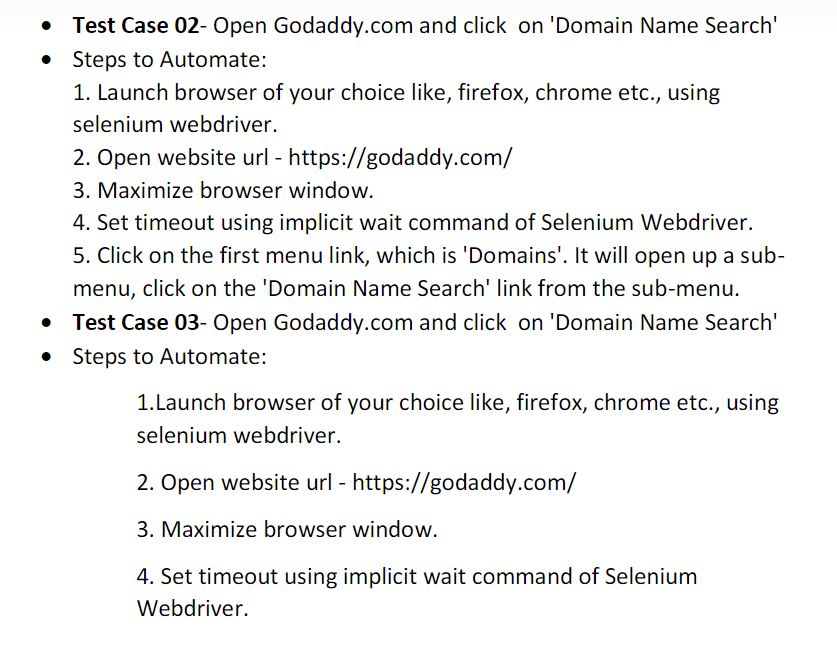 • Test Case 02- Open Godaddy.com and click  on 'Domain Name Search'
• Steps to Automate:
1. Launch browser of your choice like, firefox, chrome etc., using
selenium webdriver.
2. Open website url - https://godaddy.com/
3. Maximize browser window.
4. Set timeout using implicit wait command of Selenium Webdriver.
5. Click on the first menu link, which is 'Domains'. It will open up a sub-
menu, click on the 'Domain Name Search' link from the sub-menu.
• Test Case 03- Open Godaddy.com and click  on 'Domain Name Search'
• Steps to Automate:
1.Launch browser of your choice like, firefox, chrome etc., using
selenium webdriver.
2. Open website url - https://godaddy.com/
3. Maximize browser window.
4. Set timeout using implicit wait command of Selenium
Webdriver.